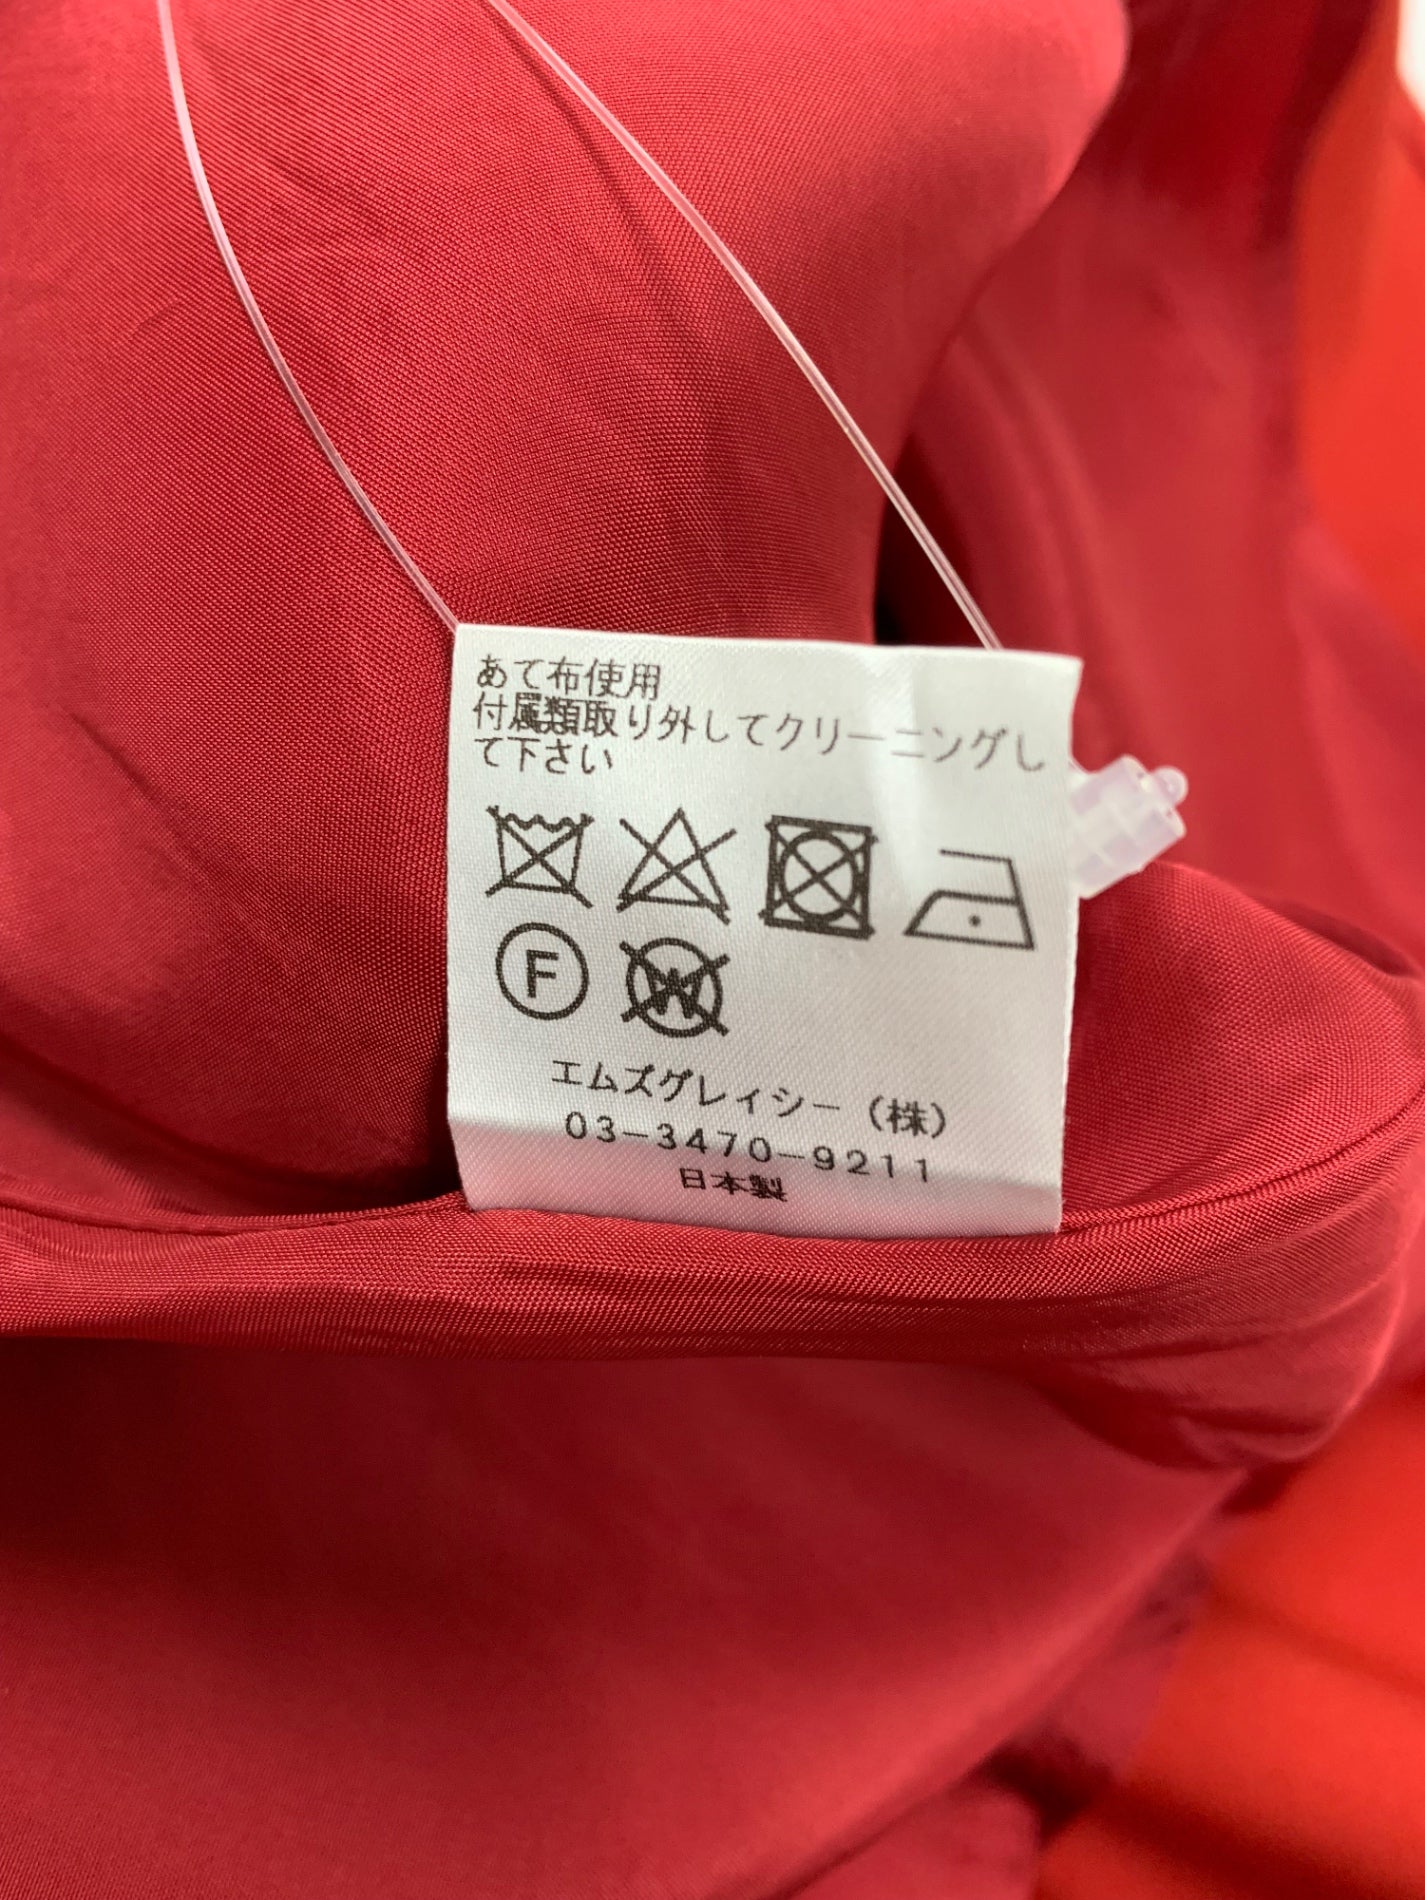 あて布使用
付属類取り外してクリーニングし
て下さい
F
W
エムズグレィシー（株）
03-3470-9211
日本製